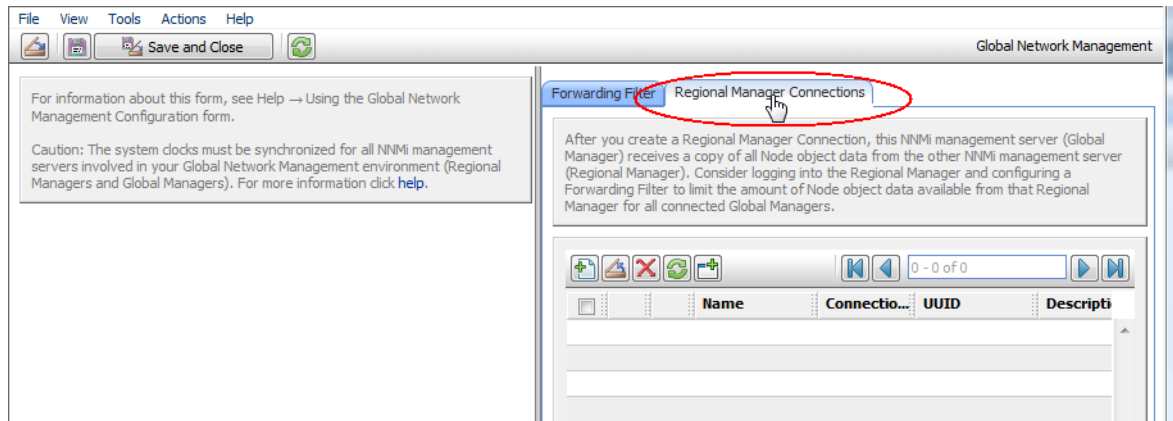 File View Tools Actions Help
Save and Close
Global Network Management
For information about this form, see Help → Using the Global Network
Management Configuration form.
Caution: The system clocks must be synchronized for all NNMi management
servers involved in your Global Network Management environment (Regional
Managers and Global Managers). For more information click help.
Forwarding Filter Regional Manager Connections
After you create a Regional Manager Connection, this NNMi management server (Global
Manager) receives a copy of all Node object data from the other NNMi management server
(Regional Manager). Consider logging into the Regional Manager and configuring a
Forwarding Filter to limit the amount of Node object data available from that Regional
Manager for all connected Global Managers.
0 - 0 of 0
Name Connectio... UUID Descripti